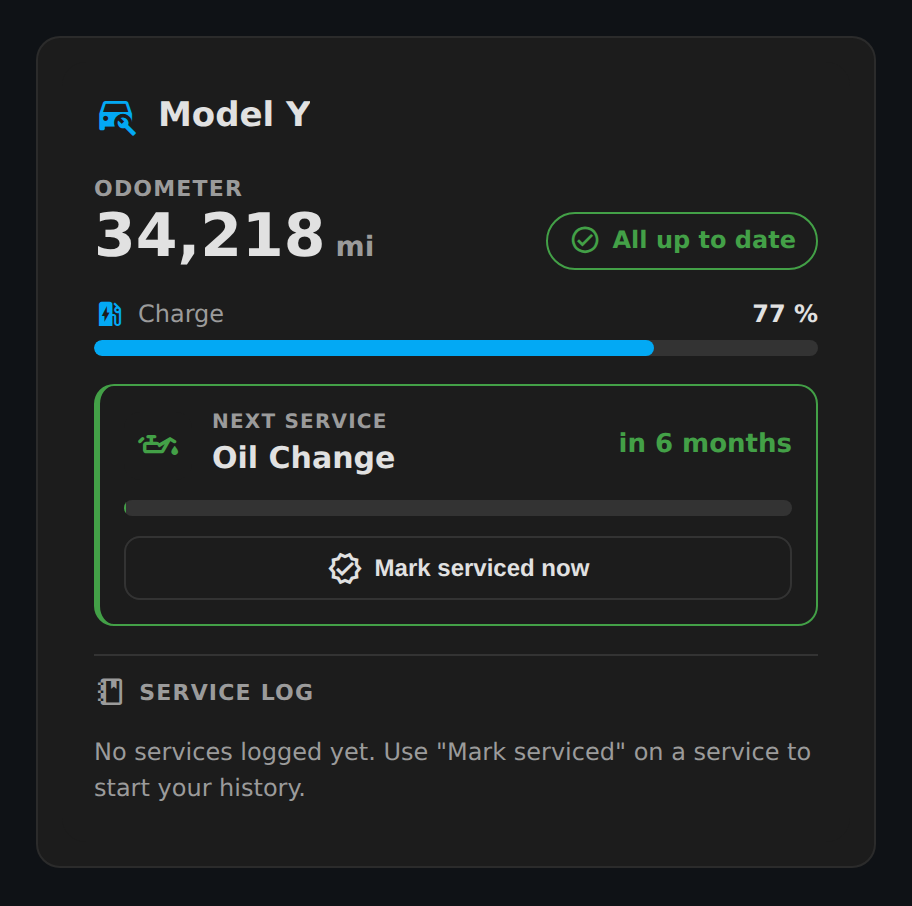 Model Y
ODOMETER
34,218 mi
All up to date
Charge
77 %
NEXT SERVICE
Oil Change
in 6 months
Mark serviced now
SERVICE LOG
No services logged yet. Use "Mark serviced" on a service to
start your history.